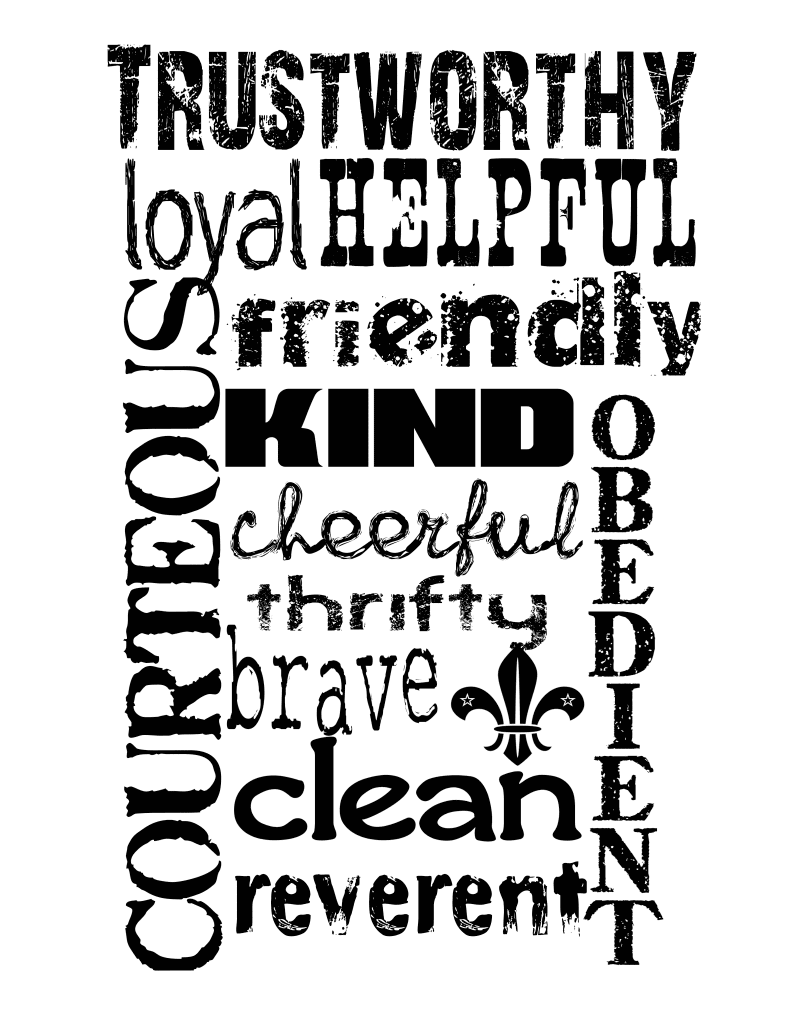 TRUSTWORTHY
loyal HELPFUL
friendly
COURTEOUS
KIND
OBEDIENT
cheerful
thrifty
brave
clean
reverent